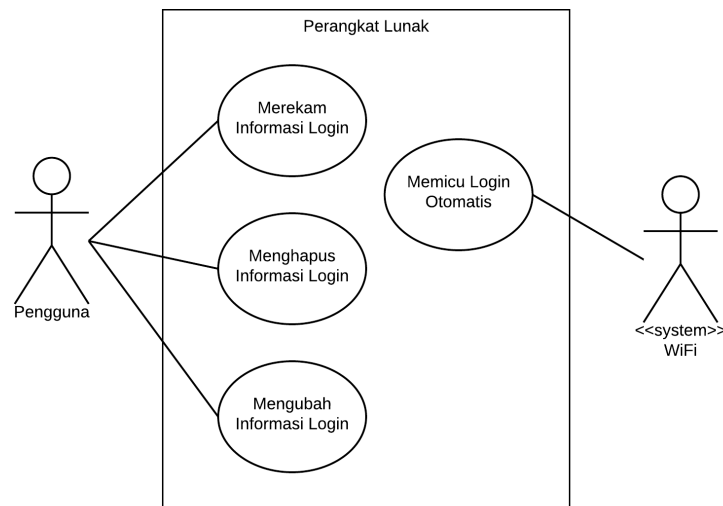 Perangkat Lunak
Merekam
Informasi Login
Memicu Login
Otomatis
Menghapus
Informasi Login
Pengguna
<<system>>
WiFi
Mengubah
Informasi Login